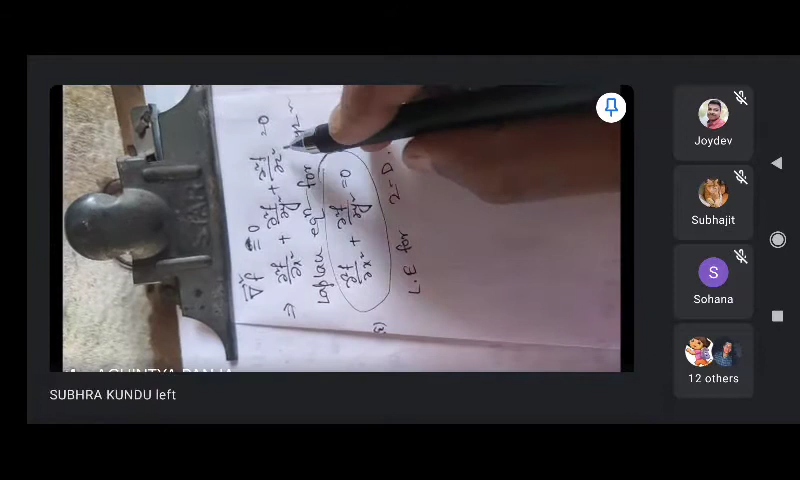 ∇²f = 0
⇒ ∂²f/∂x² + ∂²f/∂y² + ∂²f/∂z² = 0
Laplace eqn for
∂²f/∂x² + ∂²f/∂y² = 0
L.E for 2-D.
STAR
Joydev
Subhajit
S
Sohana
12 others
SUBHRA KUNDU left